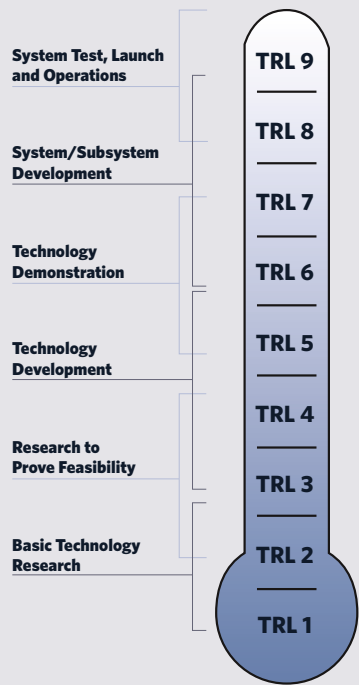 System Test, Launch
and Operations
System/Subsystem
Development
Technology
Demonstration
Technology
Development
Research to
Prove Feasibility
Basic Technology
Research
TRL 9
TRL 8
TRL 7
TRL 6
TRL 5
TRL 4
TRL 3
TRL 2
TRL 1